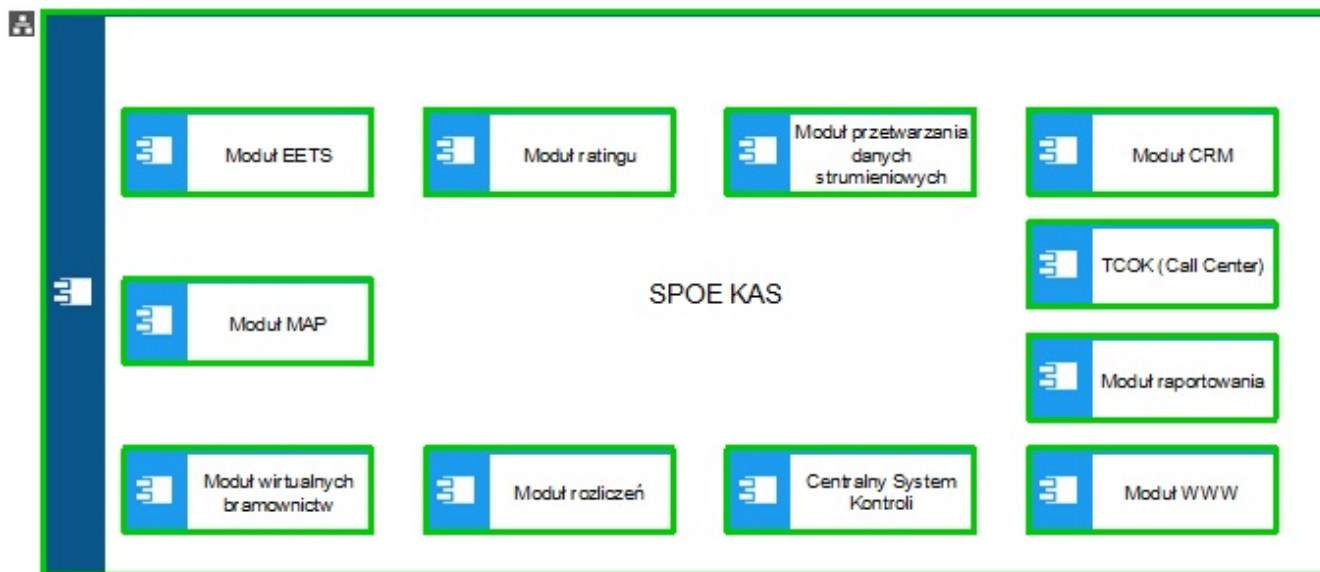 Moduł EETS
Moduł ratingu
Moduł przetwarzania
danych
strumieniowych
Moduł CRM
TCOK (Call Center)
SPOE KAS
Moduł MAP
Moduł raportowania
Moduł wirtualnych
bramownictw
Moduł rozliczeń
Centralny System
Kontroli
Moduł WWW